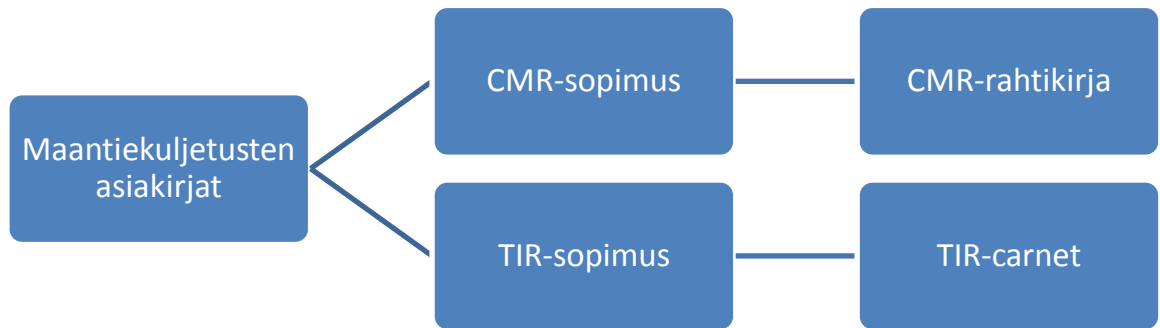 Maantiekuljetusten
asiakirjat
CMR-sopimus
CMR-rahtikirja
TIR-sopimus
TIR-carnet